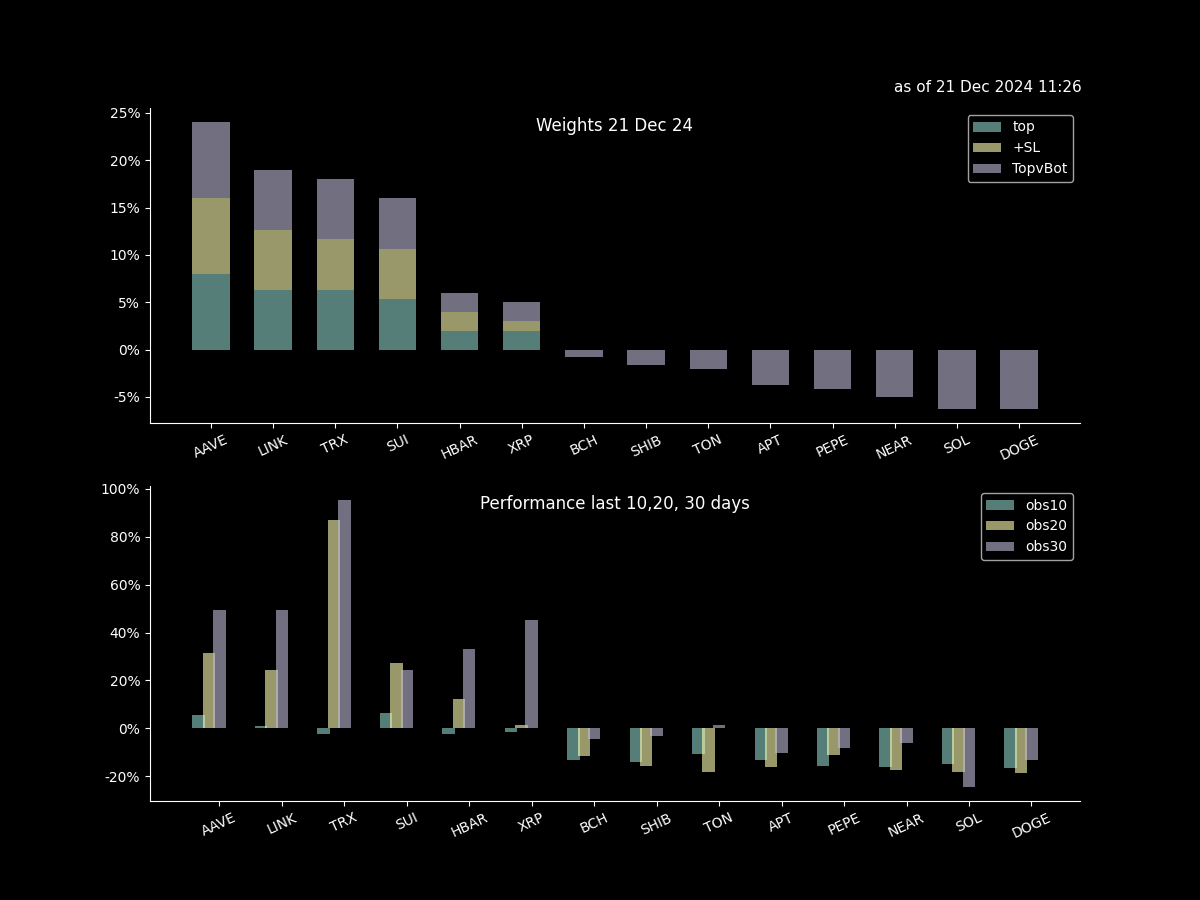 as of 21 Dec 2024 11:26
Weights 21 Dec 24
top
+SL
TopvBot
25%
20%
15%
10%
5%
0%
-5%
AAVE LINK TRX SUI HBAR XRP BCH SHIB TON APT PEPE NEAR SOL DOGE
Performance last 10,20, 30 days
obs10
obs20
obs30
100%
80%
60%
40%
20%
0%
-20%
AAVE LINK TRX SUI HBAR XRP BCH SHIB TON APT PEPE NEAR SOL DOGE